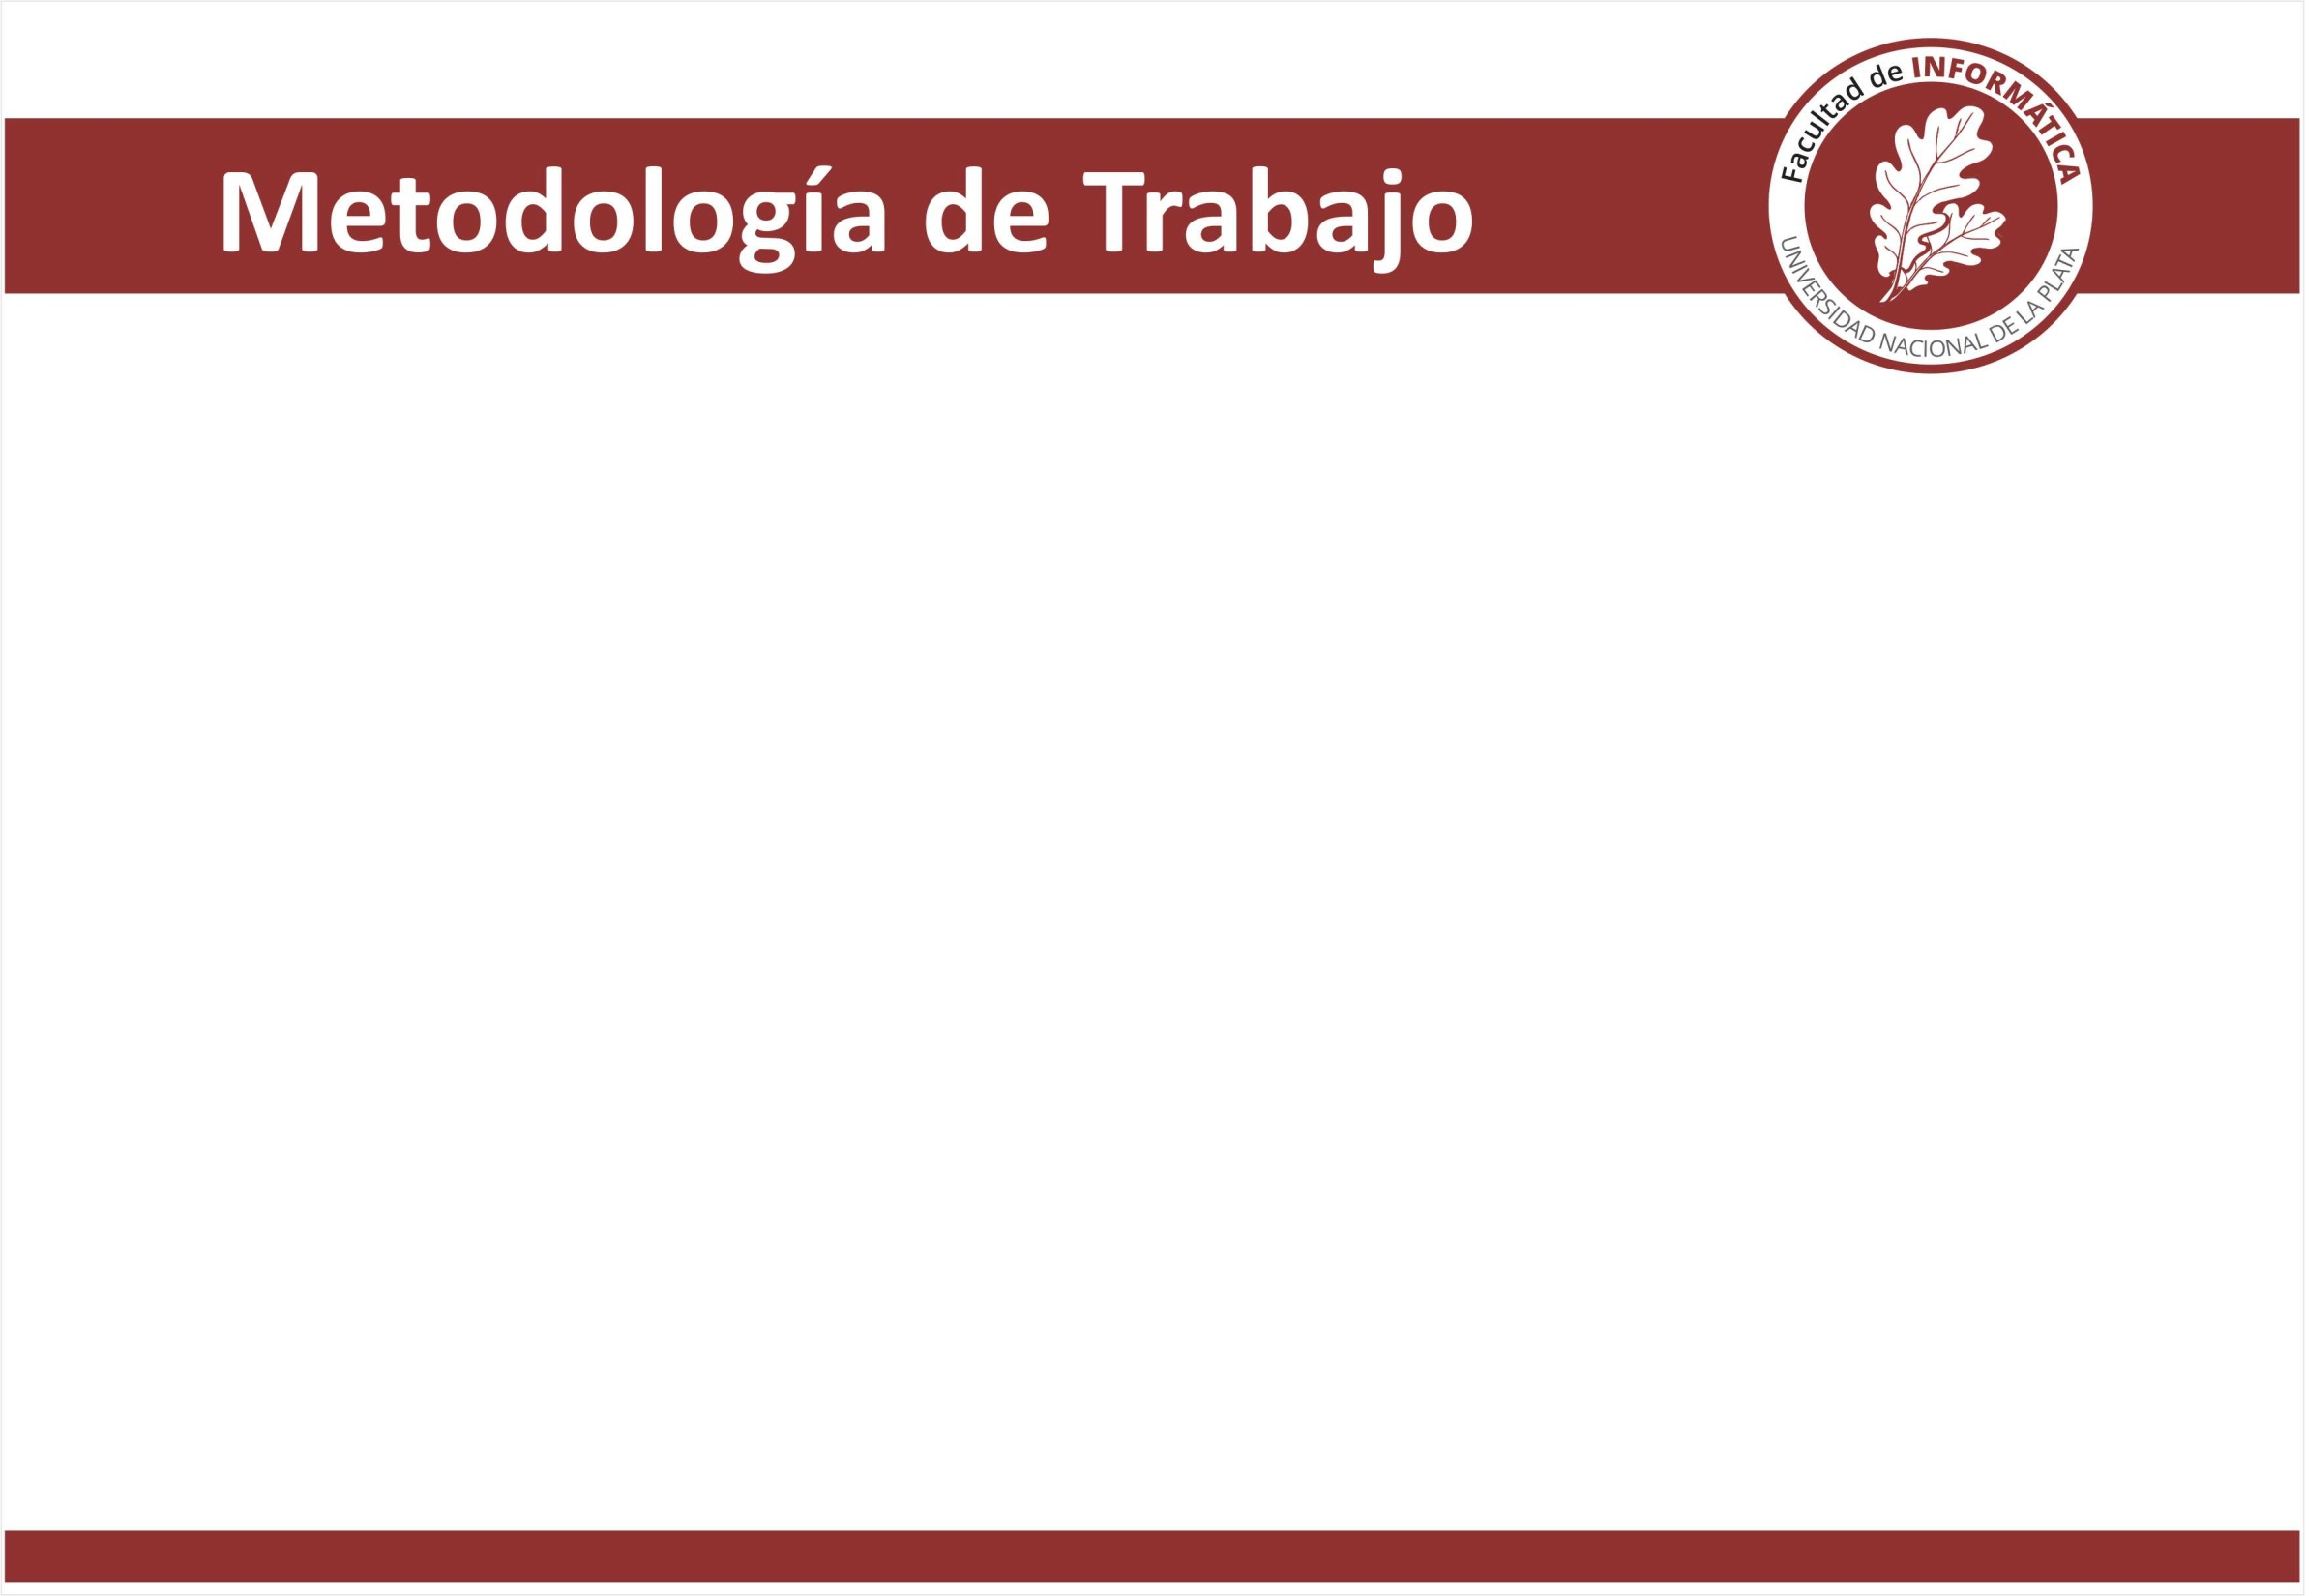 Metodología de Trabajo
Facultad de INFORMÁTICA
UNIVERSIDAD NACIONAL DE LA PLATA